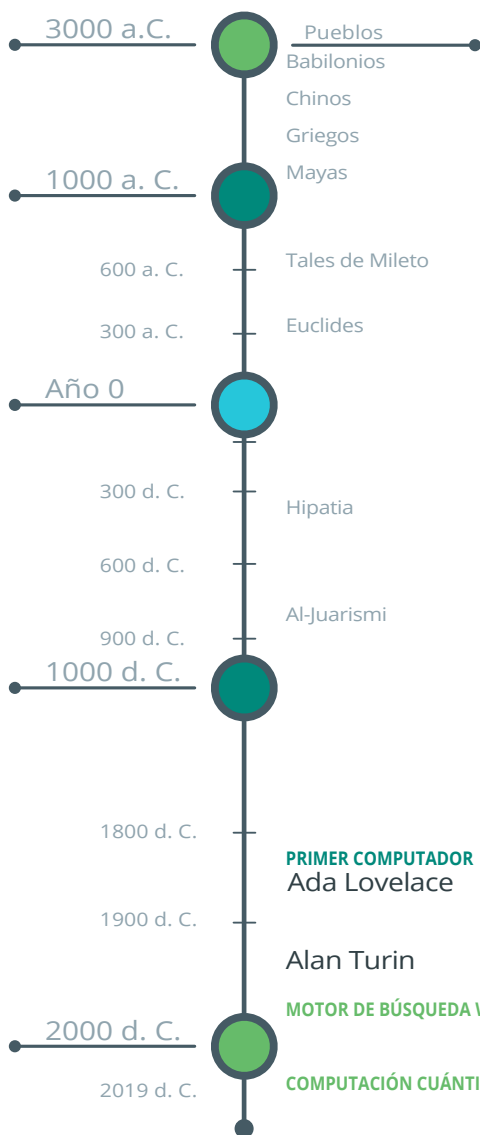 3000 a.C.
Pueblos
Babilonios
Chinos
Griegos
Mayas
1000 a. C.
600 a. C.
Tales de Mileto
300 a. C.
Euclides
Año 0
300 d. C.
Hipatia
600 d. C.
Al-Juarismi
900 d. C.
1000 d. C.
1800 d. C.
PRIMER COMPUTADOR
Ada Lovelace
1900 d. C.
Alan Turin
MOTOR DE BÚSQUEDA
2000 d. C.
COMPUTACIÓN
2019 d. C.